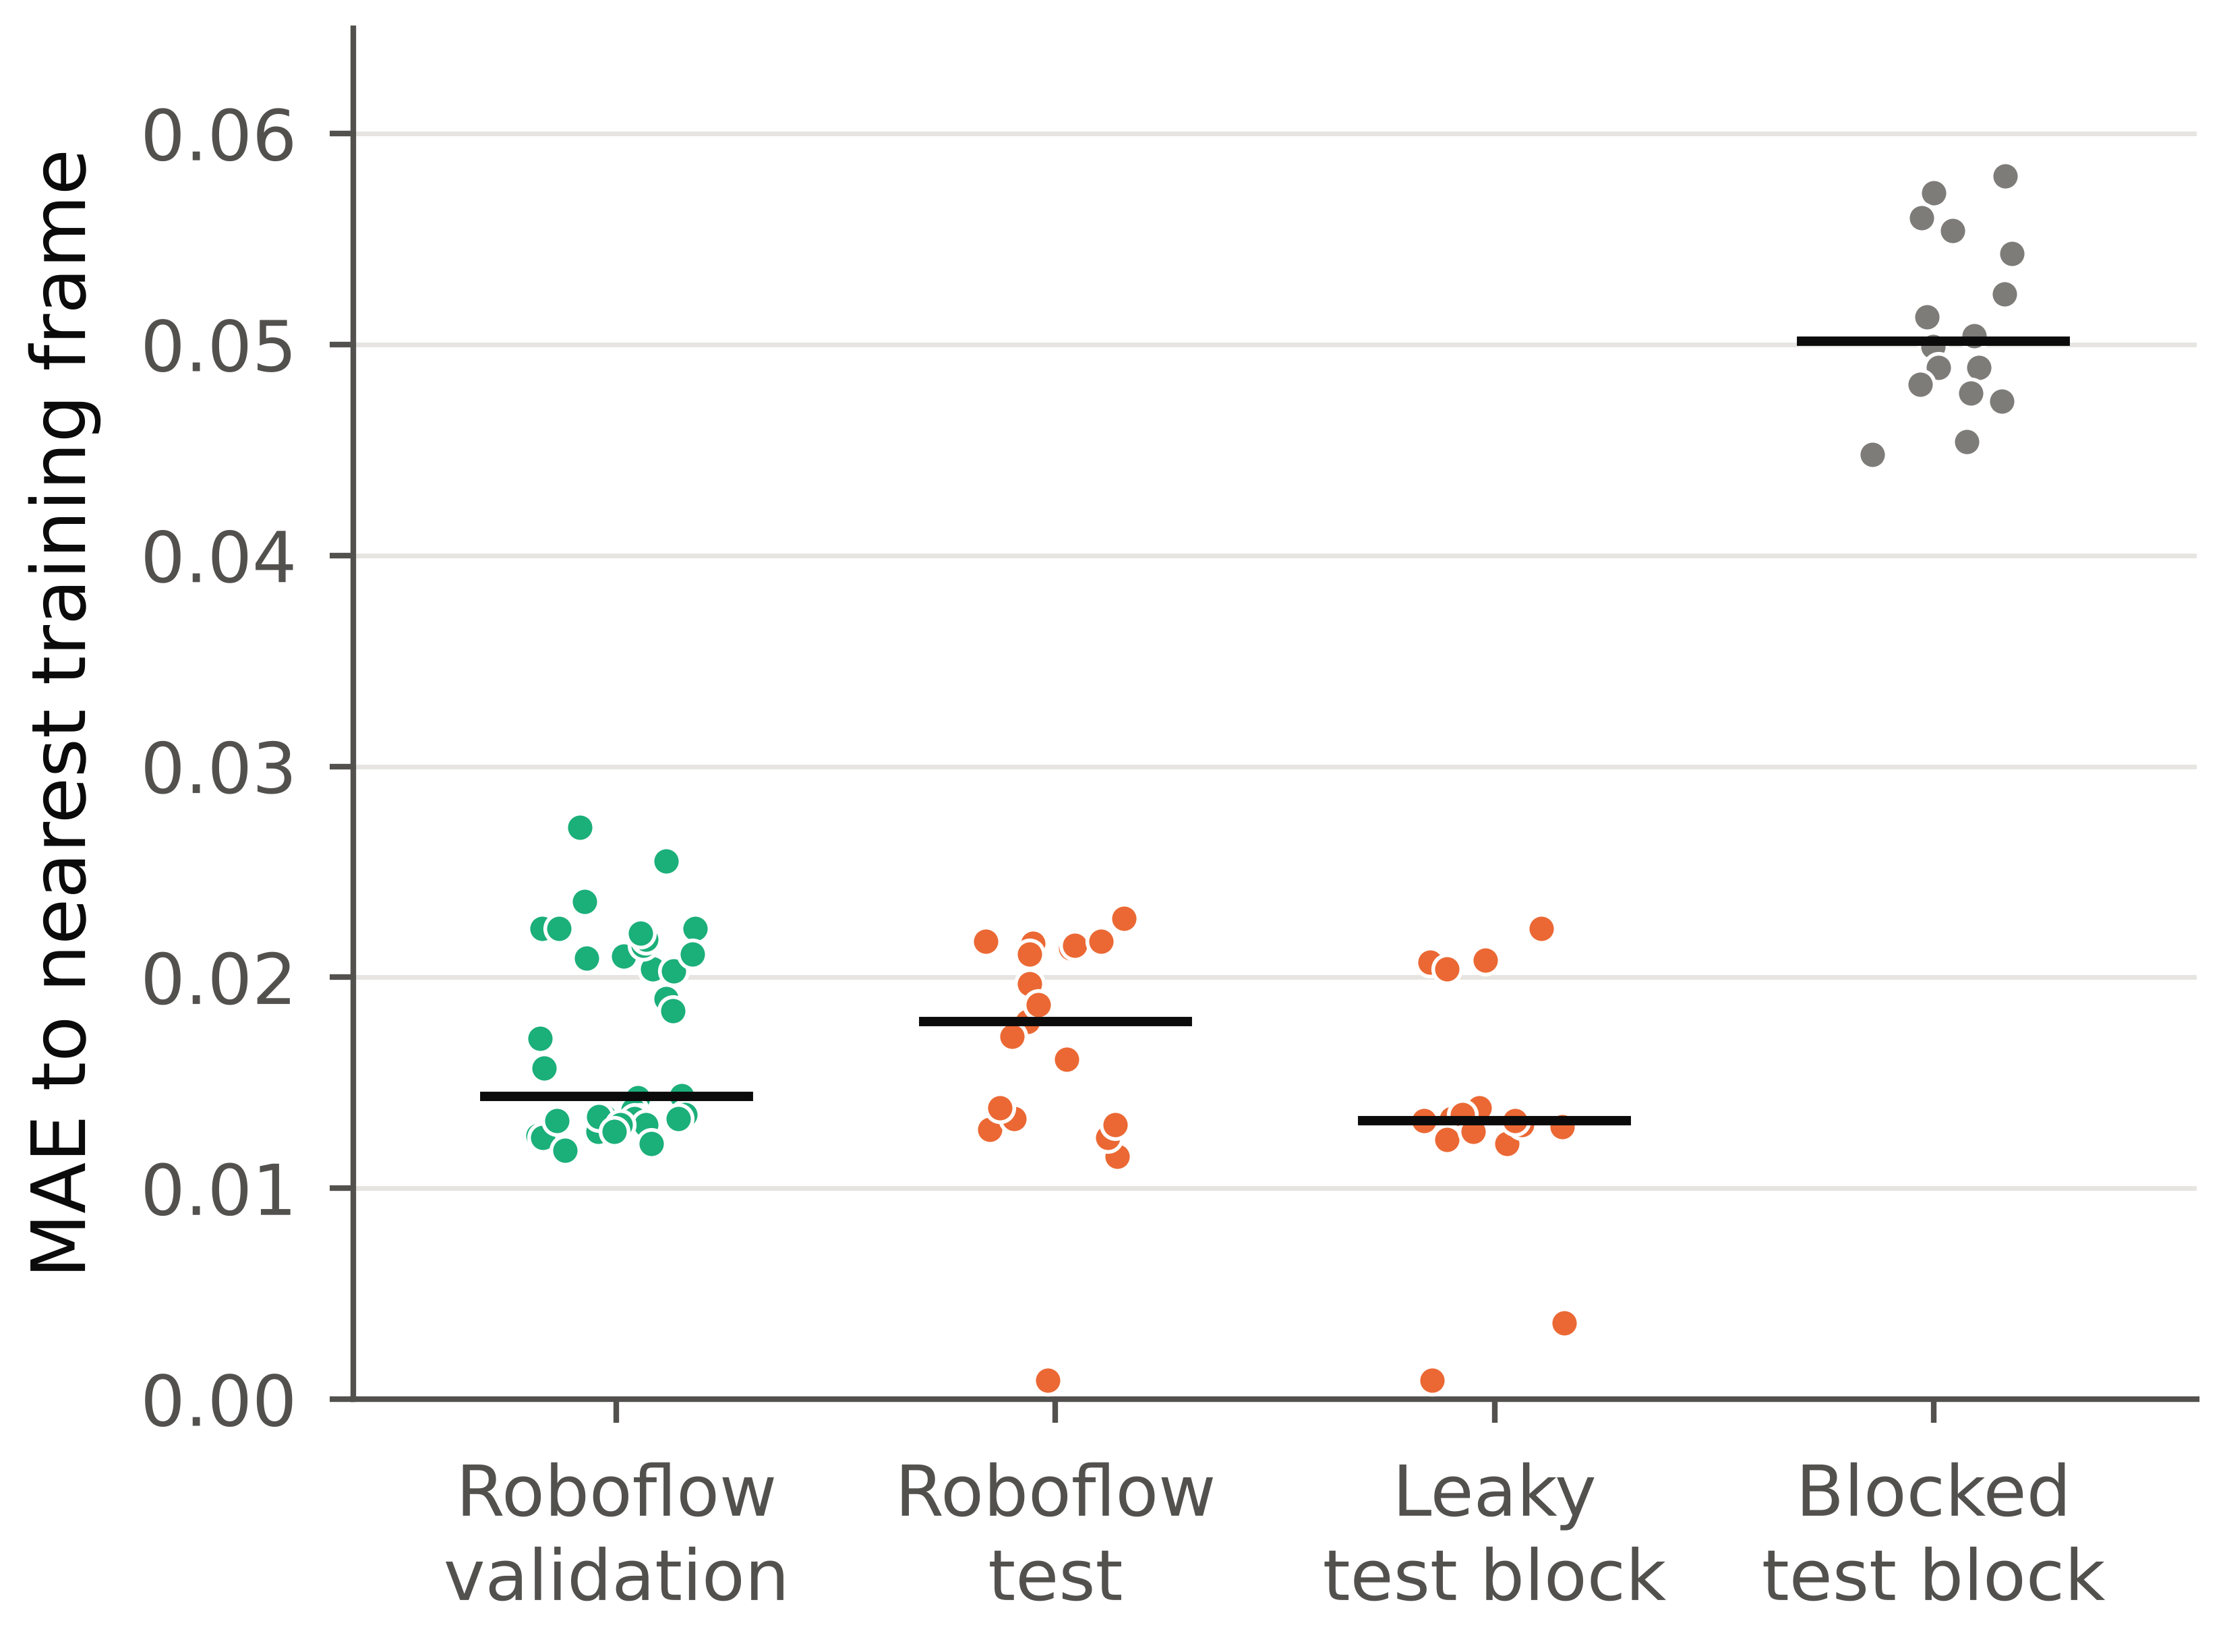 MAE to nearest training frame
0.06
0.05
0.04
0.03
0.02
0.01
0.00
Roboflow
validation
Roboflow
test
Leaky
test block
Blocked
test block